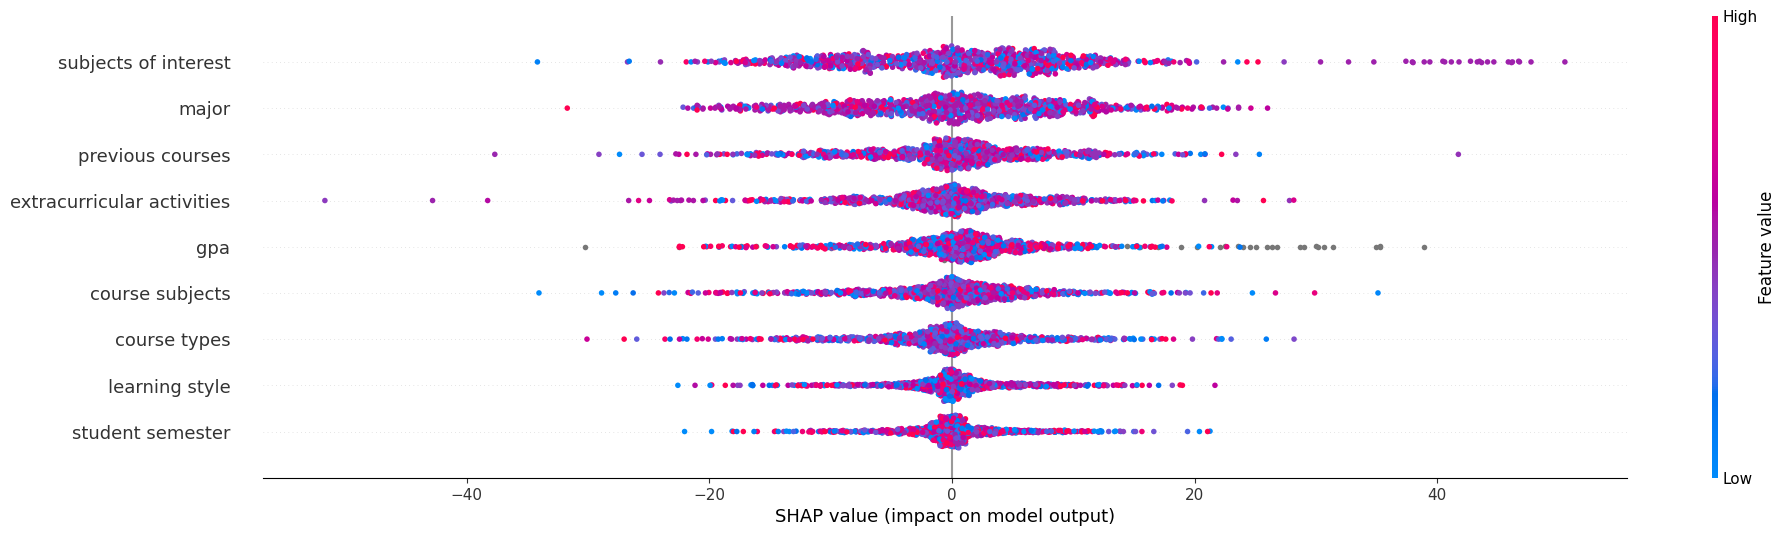 High
subjects of interest
major
previous courses
extracurricular activities
gpa
course subjects
course types
learning style
student semester
Feature value
Low
−40
−20
0
20
40
SHAP value (impact on model output)